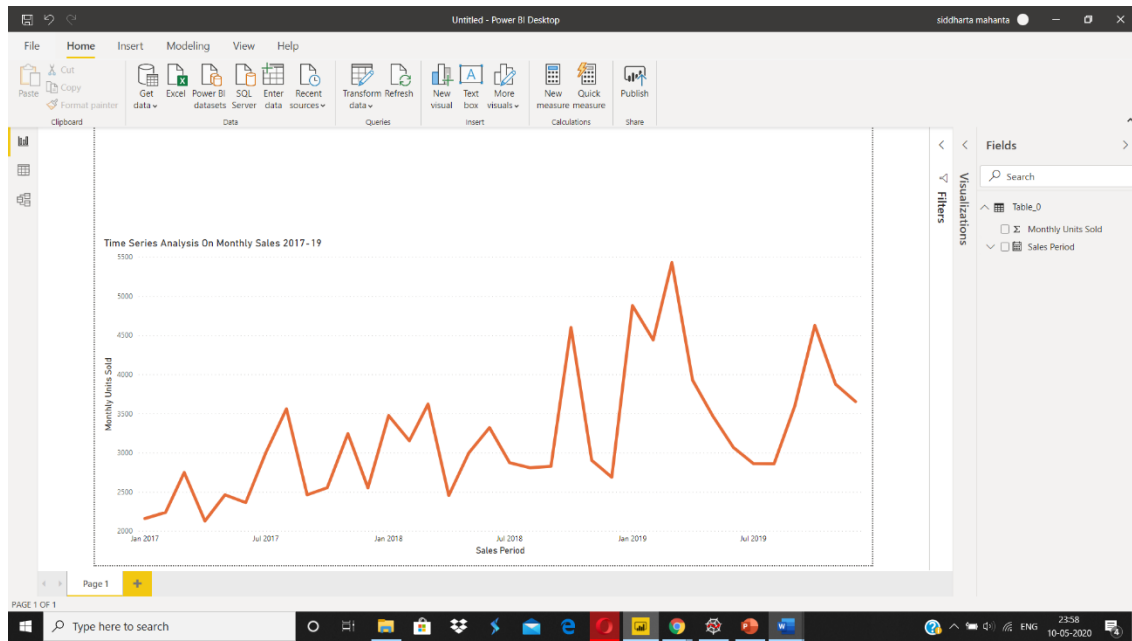 Untitled - Power BI Desktop
siddharta mahanta
File Home Insert Modeling View Help
Paste
Cut
Copy
Format painter
Get data
Excel
Power BI datasets
SQL Server
Enter data
Recent sources
Transform data
Refresh
New visual
Text box
More visuals
New measure
Quick measure
Publish
Clipboard Data Queries Insert Calculations Share
Filters
Visualizations
Fields
Search
Table_0
Σ Monthly Units Sold
Sales Period
Time Series Analysis On Monthly Sales 2017-19
5500
5000
4500
4000
3500
3000
2500
2000
Monthly Units Sold
Jan 2017 Jul 2017 Jan 2018 Jul 2018 Jan 2019 Jul 2019
Sales Period
Page 1 +
PAGE 1 OF 1
Type here to search
ENG
23:58
10-05-2020